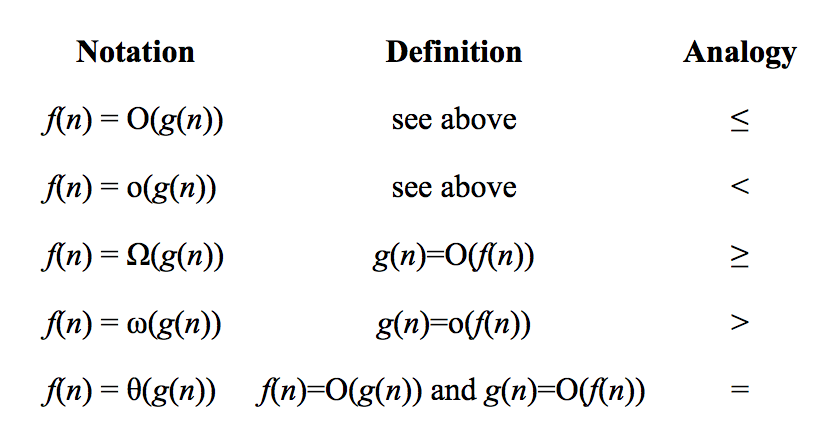 Notation Definition Analogy
f(n) = O(g(n)) see above ≤
f(n) = o(g(n)) see above <
f(n) = Ω(g(n)) g(n)=O(f(n)) ≥
f(n) = ω(g(n)) g(n)=o(f(n)) >
f(n) = θ(g(n)) f(n)=O(g(n)) and g(n)=O(f(n)) =